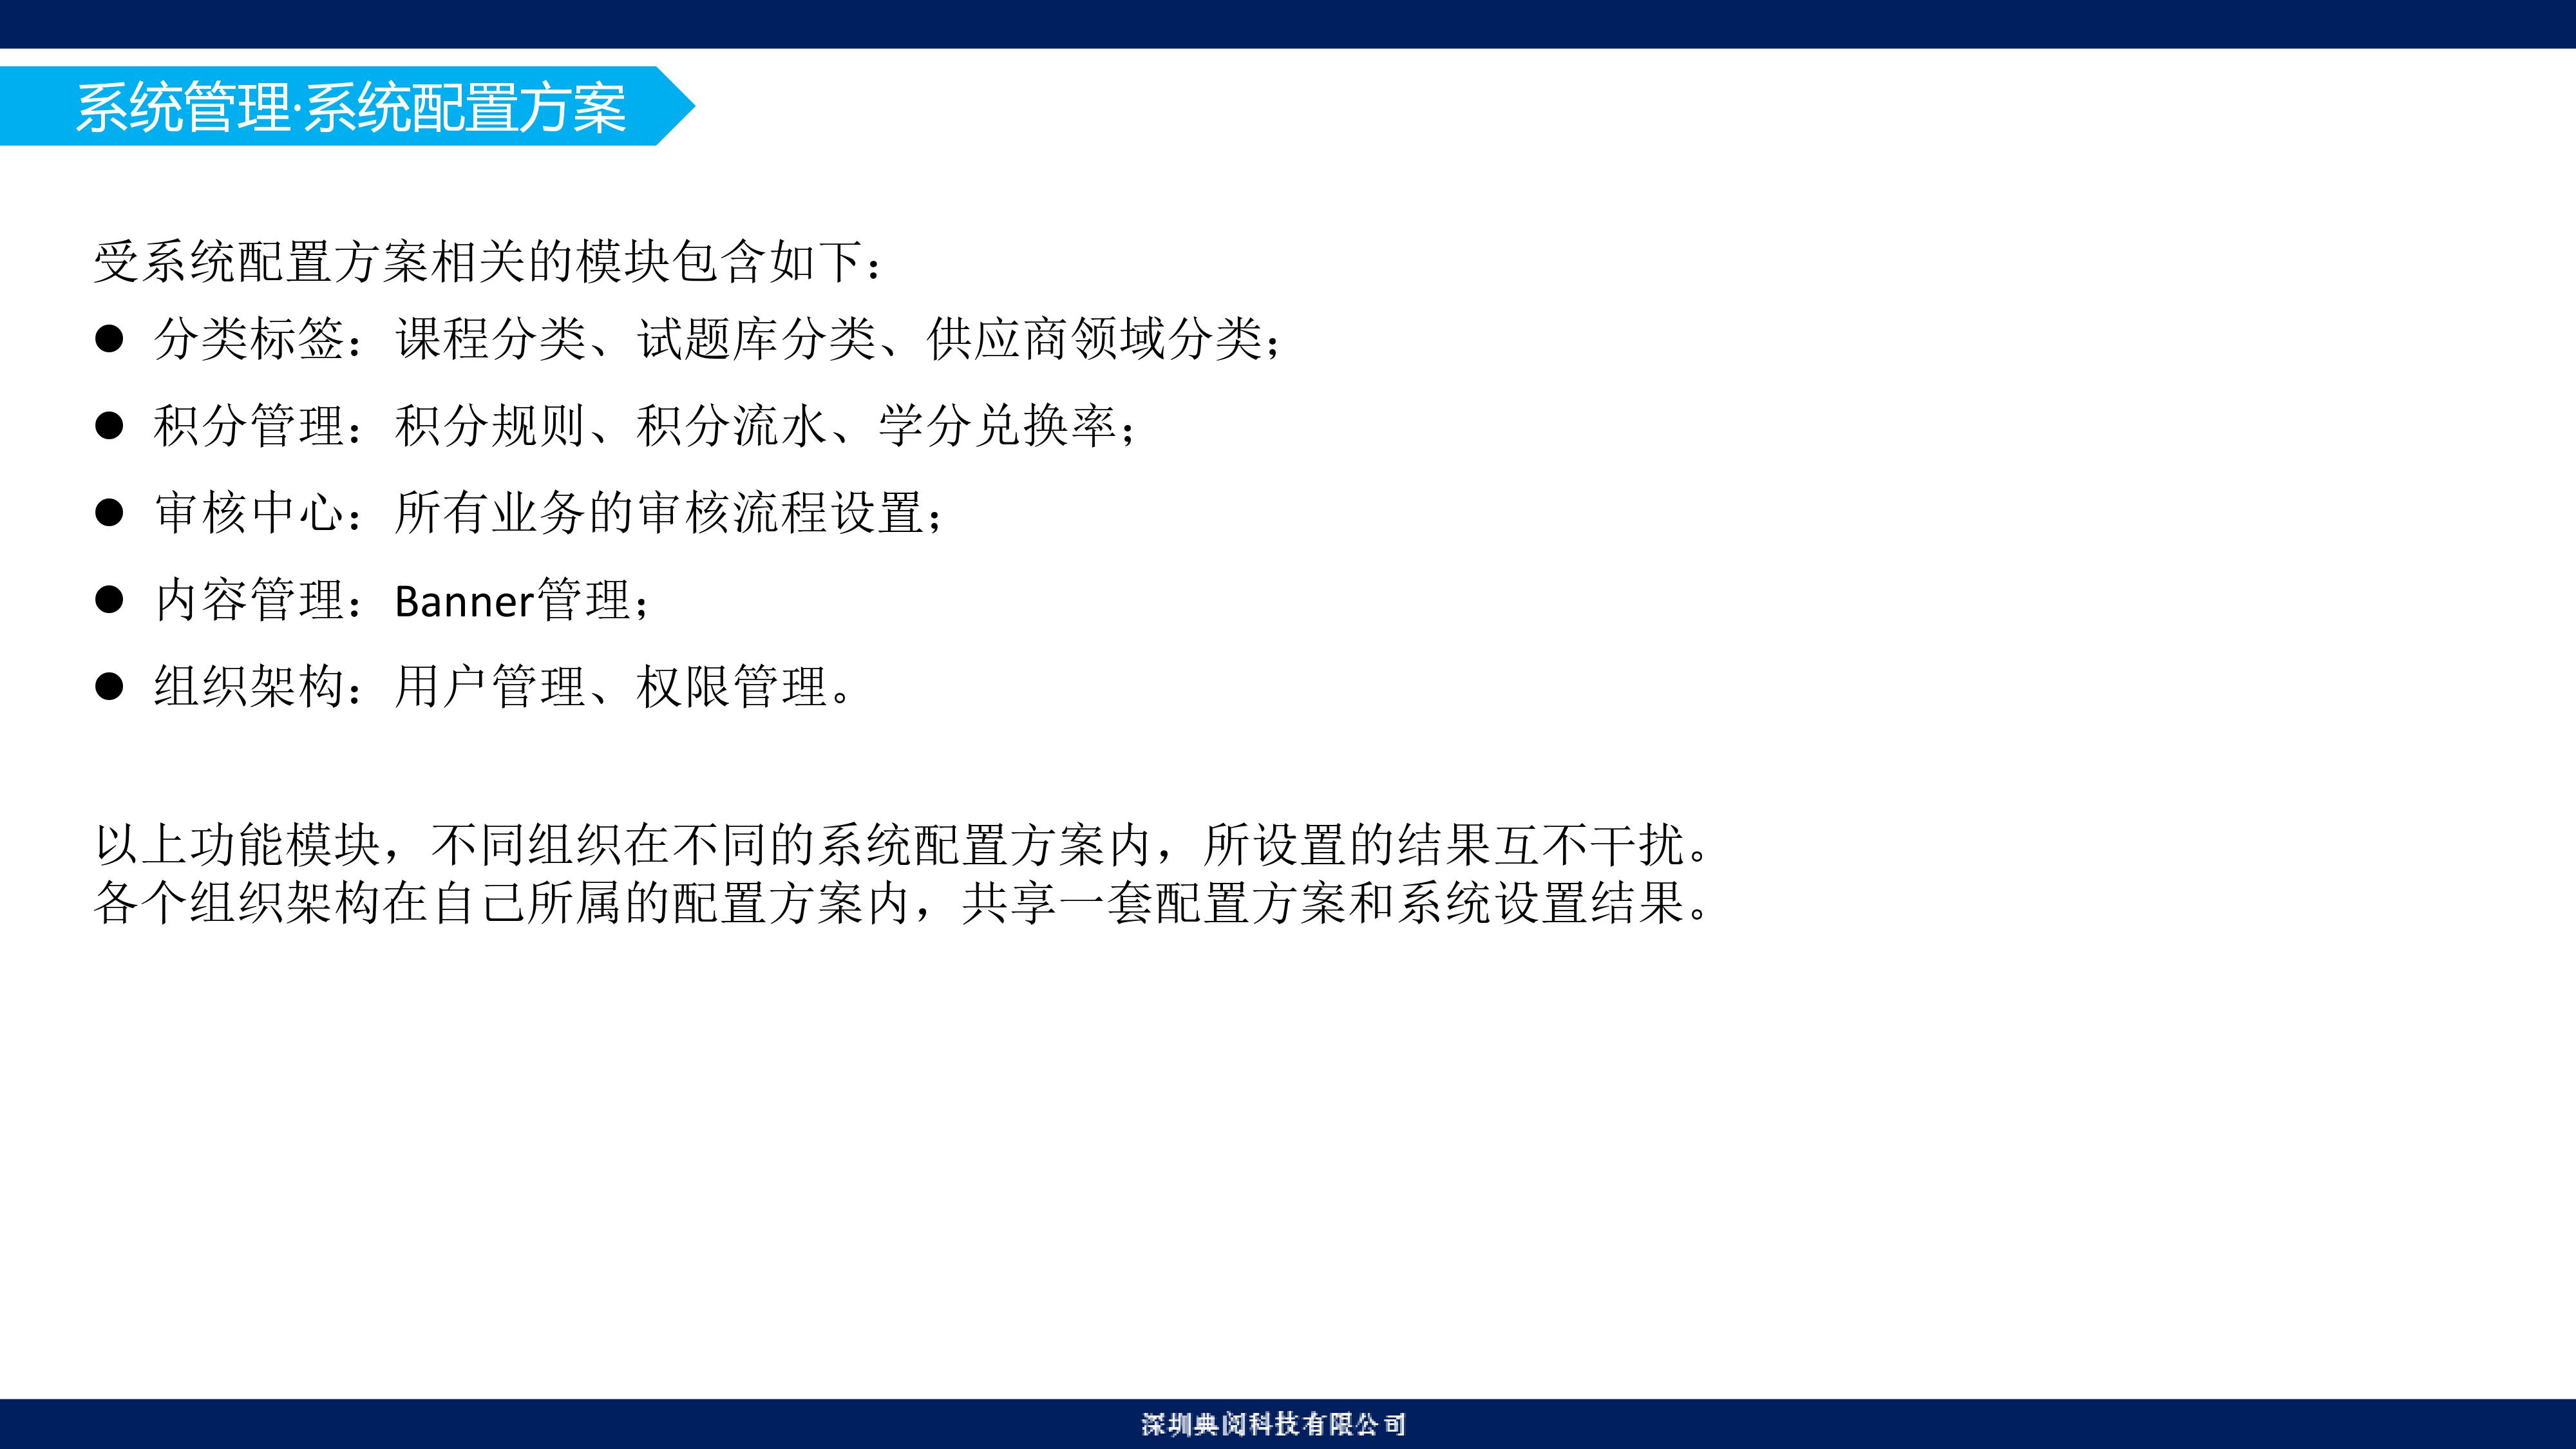 系统管理·系统配置方案
受系统配置方案相关的模块包含如下：
● 分类标签：课程分类、试题库分类、供应商领域分类；
● 积分管理：积分规则、积分流水、学分兑换率；
● 审核中心：所有业务的审核流程设置；
● 内容管理：Banner管理；
● 组织架构：用户管理、权限管理。
以上功能模块，不同组织在不同的系统配置方案内，所设置的结果互不干扰。
各个组织架构在自己所属的配置方案内，共享一套配置方案和系统设置结果。
深圳典阅科技有限公司